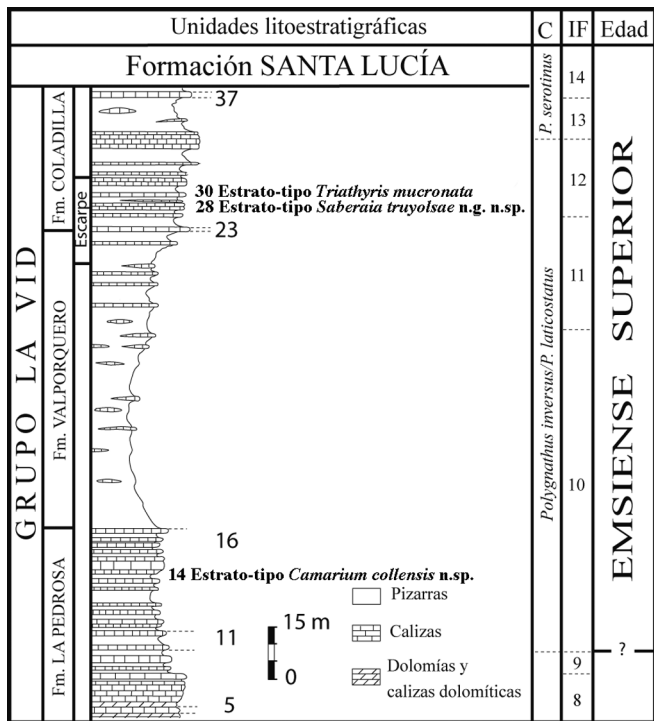 Unidades litoestratigráficas
C
IF
Edad
Formación SANTA LUCÍA
GRUPO LA VID
Fm. COLADILLA
Fm. VALPORQUERO
Fm. LA PEDROSA
Escarpe
37
30 Estrato-tipo Triathyris mucronata
28 Estrato-tipo Saberaia truyolsae n.g. n.sp.
23
16
14 Estrato-tipo Camarium collensis n.sp.
11
5
15 m
0
Pizarras
Calizas
Dolomías y
calizas dolomíticas
P. serotinus
Polygnathus inversus/P. laticostatus
14
13
12
11
10
9
8
EMSIENSE SUPERIOR
?